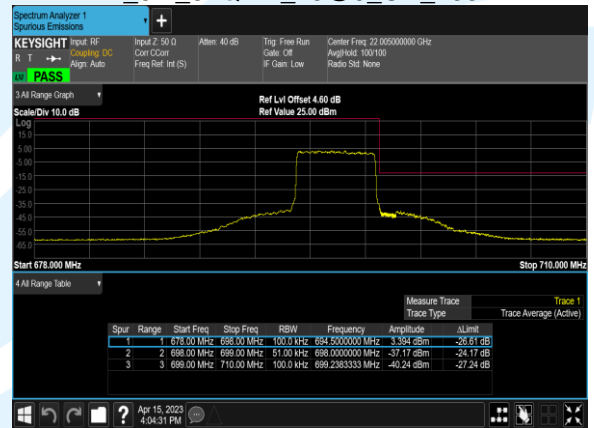 Spectrum Analyzer 1
Spurious Emissions
KEYSIGHT Input: RF Input Z: 50 Ω Atten: 40 dB Trig: Free Run Center Freq: 22.005000000 GHz
R T Coupling: DC Corr CCorr Gate: Off Avg|Hold: 100/100
Align: Auto Freq Ref: Int (S) IF Gain: Low Radio Std: None
LV PASS
3 All Range Graph
Ref Lvl Offset 4.60 dB
Scale/Div 10.0 dB Ref Value 25.00 dBm
Log
15.0
5.00
-5.00
-15.0
-25.0
-35.0
-45.0
-55.0
-65.0
Start 678.000 MHz Stop 710.000 MHz
4 All Range Table
Measure Trace Trace 1
Trace Type Trace Average (Active)
Spur Range Start Freq Stop Freq RBW Frequency Amplitude ΔLimit
1 1 678.00 MHz 698.00 MHz 100.0 kHz 694.5000000 MHz 3.394 dBm -26.61 dB
2 2 698.00 MHz 699.00 MHz 51.00 kHz 698.0000000 MHz -37.17 dBm -24.17 dB
3 3 699.00 MHz 710.00 MHz 100.0 kHz 699.2383333 MHz -40.24 dBm -27.24 dB
Apr 15, 2023
4:04:31 PM